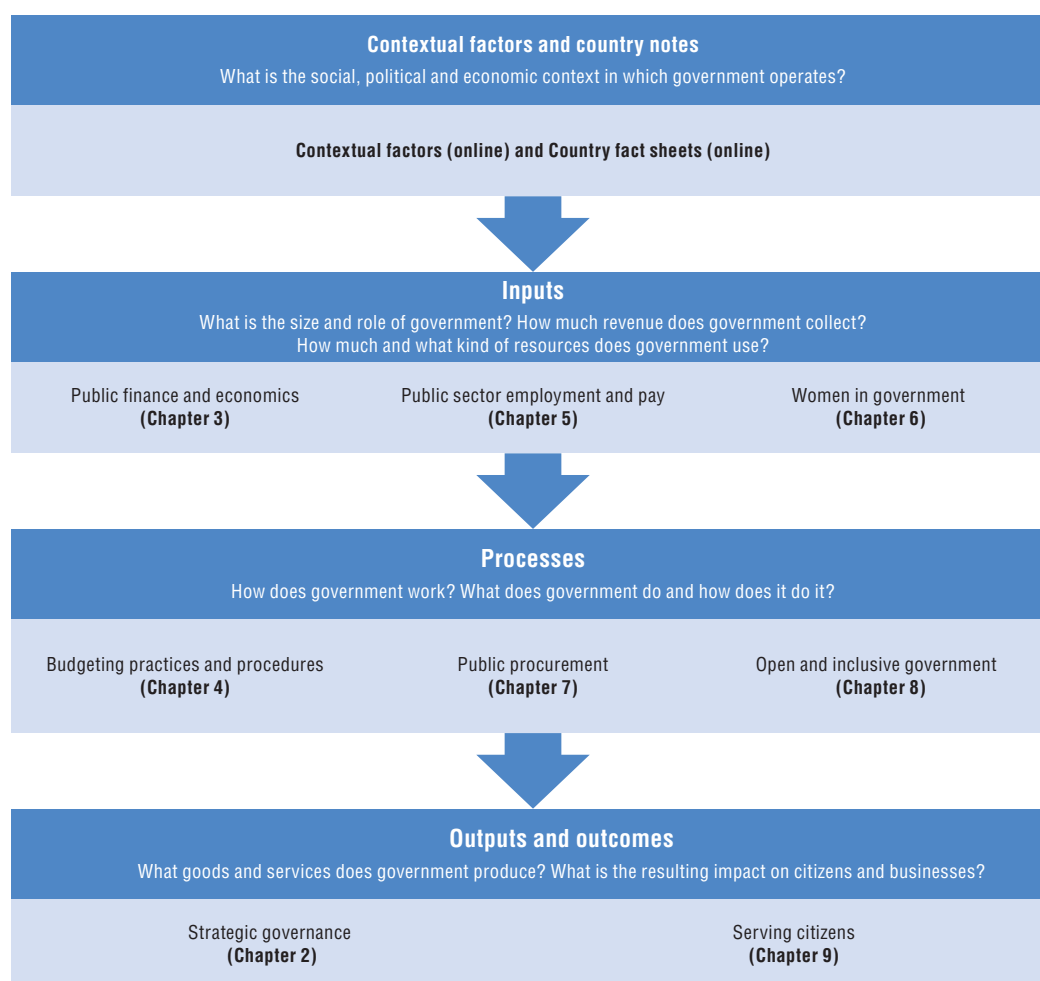 Contextual factors and country notes
What is the social, political and economic context in which government operates?
Contextual factors (online) and Country fact sheets (online)
Inputs
What is the size and role of government? How much revenue does government collect?
How much and what kind of resources does government use?
Public finance and economics
(Chapter 3)
Public sector employment and pay
(Chapter 5)
Women in government
(Chapter 6)
Processes
How does government work? What does government do and how does it do it?
Budgeting practices and procedures
(Chapter 4)
Public procurement
(Chapter 7)
Open and inclusive government
(Chapter 8)
Outputs and outcomes
What goods and services does government produce? What is the resulting impact on citizens and businesses?
Strategic governance
(Chapter 2)
Serving citizens
(Chapter 9)